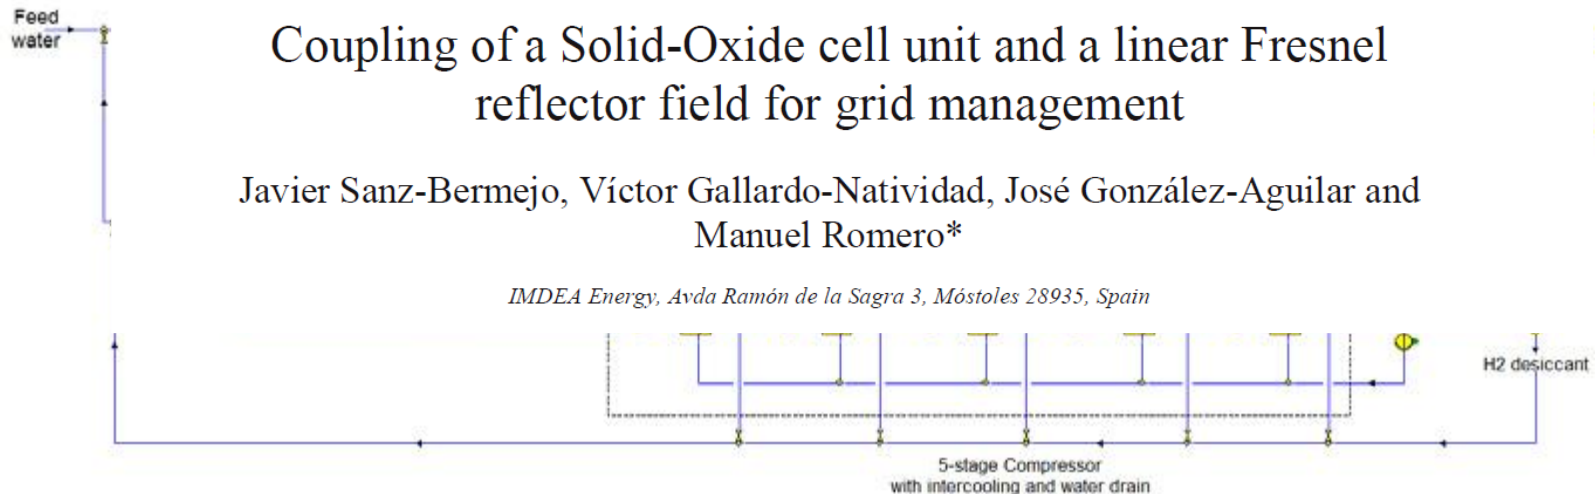 Feed
water
Coupling of a Solid-Oxide cell unit and a linear Fresnel
reflector field for grid management
Javier Sanz-Bermejo, Víctor Gallardo-Natividad, José González-Aguilar and
Manuel Romero*
IMDEA Energy, Avda Ramón de la Sagra 3, Móstoles 28935, Spain
H2 desiccant
5-stage Compressor
with intercooling and water drain